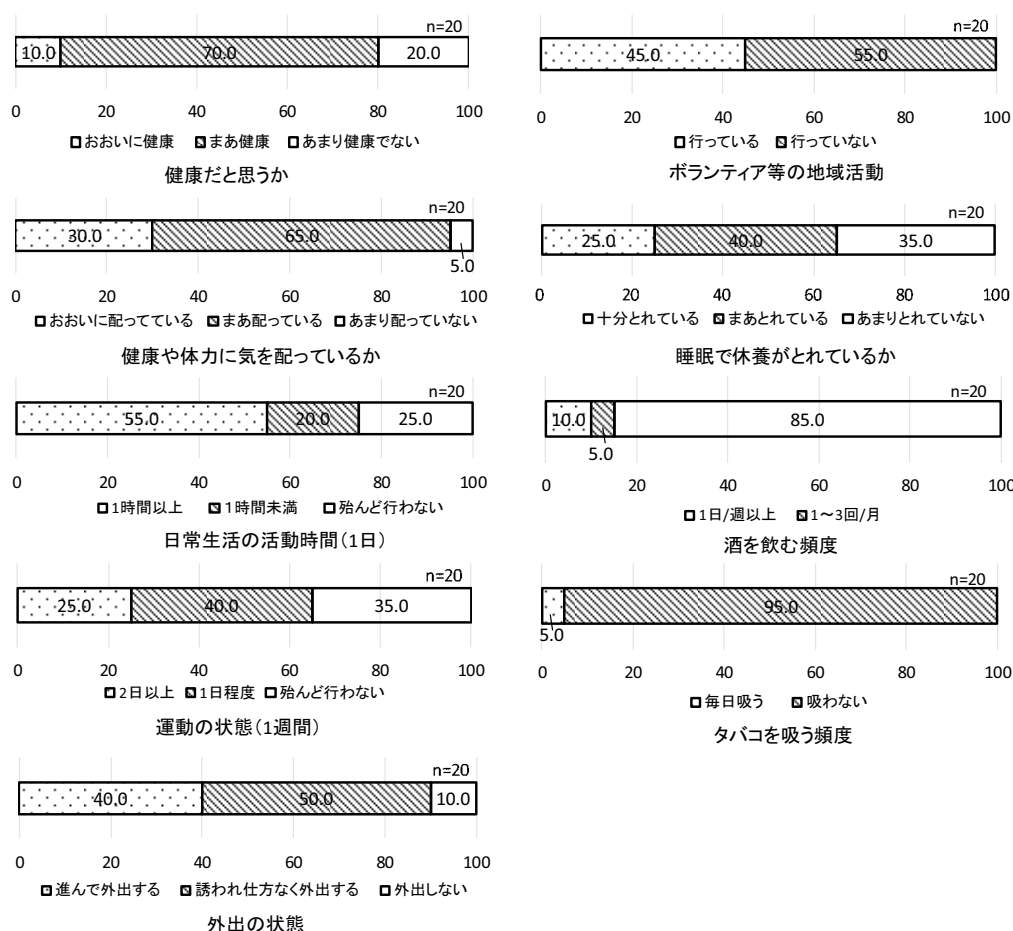 n=20
10.0 70.0 20.0
0 20 40 60 80 100
おおいに健康 まあ健康 あまり健康でない
健康だと思うか
n=20
30.0 65.0
5.0
0 20 40 60 80 100
おおいに配ってている まあ配っている あまり配っていない
健康や体力に気を配っているか
n=20
55.0 20.0 25.0
0 20 40 60 80 100
1時間以上 1時間未満 殆んど行わない
日常生活の活動時間(1日)
n=20
25.0 40.0 35.0
0 20 40 60 80 100
2日以上 1日程度 殆んど行わない
運動の状態(1週間)
n=20
40.0 50.0 10.0
0 20 40 60 80 100
進んで外出する 誘われ仕方なく外出する 外出しない
外出の状態
n=20
45.0 55.0
0 20 40 60 80 100
行っている 行っていない
ボランティア等の地域活動
n=20
25.0 40.0 35.0
0 20 40 60 80 100
十分とれている まあとれている あまりとれていない
睡眠で休養がとれているか
n=20
10.0 85.0
5.0
0 20 40 60 80 100
1日/週以上 1～3回/月
酒を飲む頻度
n=20
95.0
5.0
0 20 40 60 80 100
毎日吸う 吸わない
タバコを吸う頻度